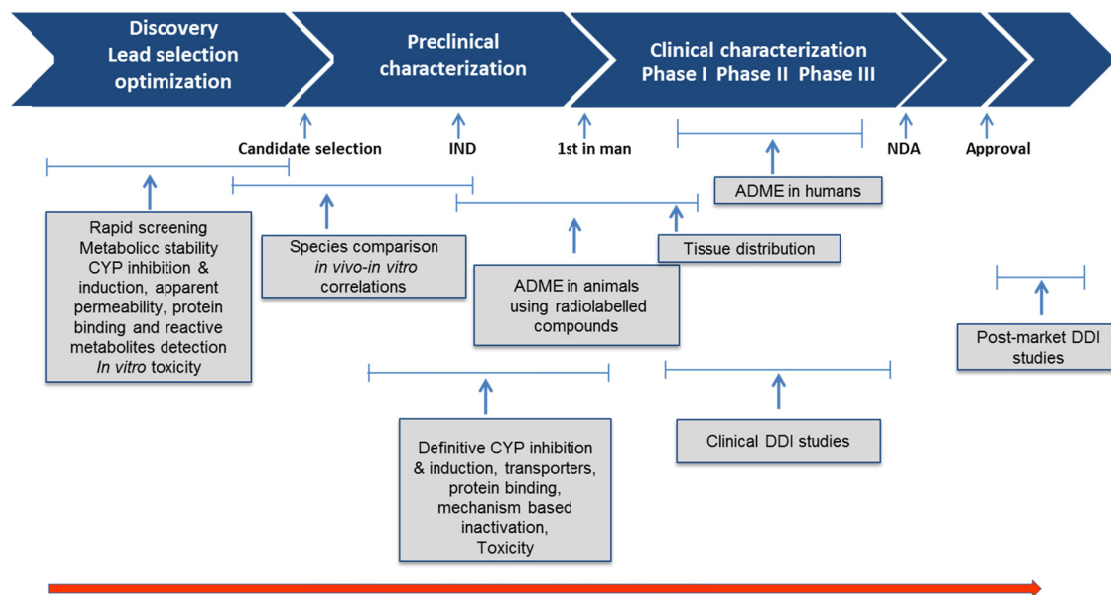 Discovery
Lead selection
optimization
Preclinical
characterization
Clinical characterization
Phase I Phase II Phase III
Candidate selection
IND
1st in man
NDA
Approval
ADME in humans
Rapid screening
Metabolicc stability
CYP inhibition &
induction, apparent
permeability, protein
binding and reactive
metabolites detection
In vitro toxicity
Species comparison
in vivo-in vitro
correlations
ADME in animals
using radiolabelled
compounds
Tissue distribution
Post-market DDI
studies
Definitive CYP inhibition
& induction, transporters,
protein binding,
mechanism based
inactivation,
Toxicity
Clinical DDI studies